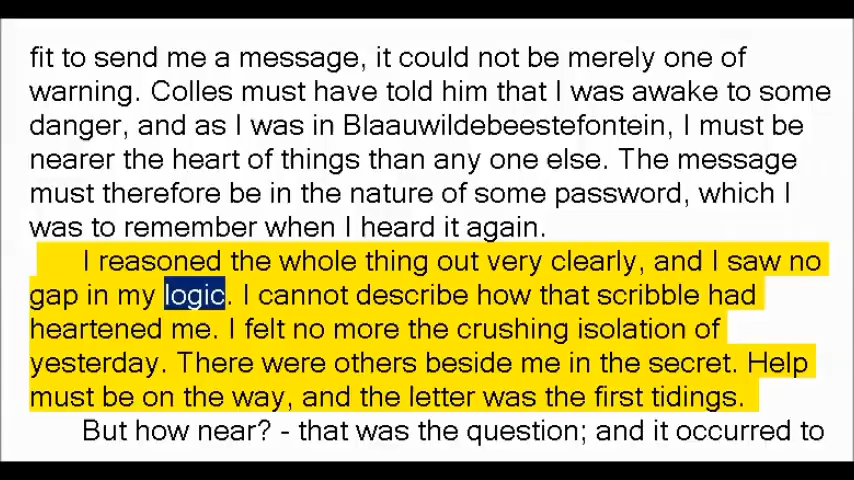 fit to send me a message, it could not be merely one of
warning. Colles must have told him that I was awake to some
danger, and as I was in Blaauwildebeestefontein, I must be
nearer the heart of things than any one else. The message
must therefore be in the nature of some password, which I
was to remember when I heard it again.
I reasoned the whole thing out very clearly, and I saw no
gap in my logic. I cannot describe how that scribble had
heartened me. I felt no more the crushing isolation of
yesterday. There were others beside me in the secret. Help
must be on the way, and the letter was the first tidings.
But how near? - that was the question; and it occurred to